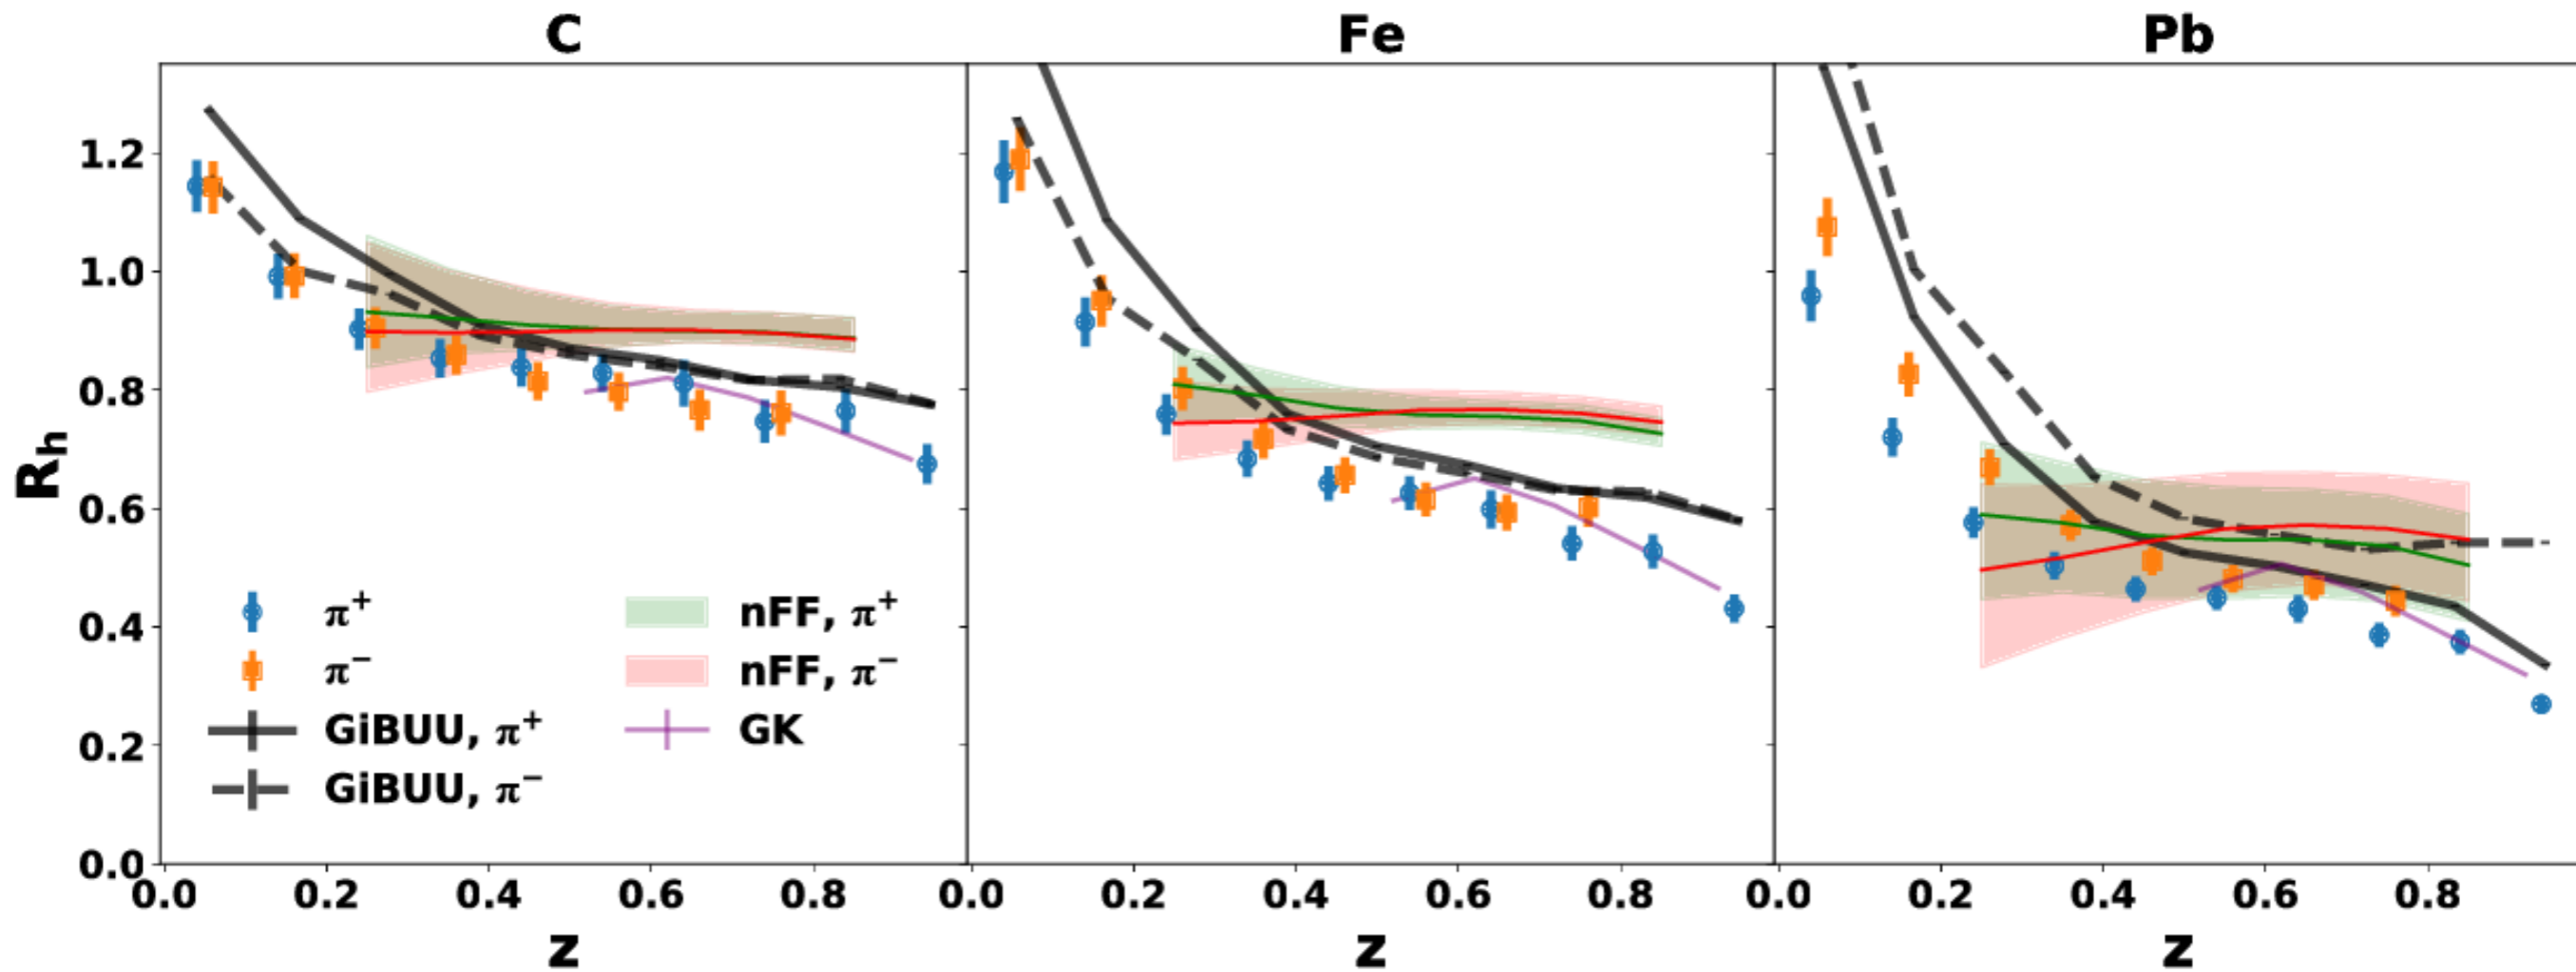 C Fe Pb
R_h
1.2
1.0
0.8
0.6
0.4
0.2
0.0
π⁺
π⁻
GiBUU, π⁺
GiBUU, π⁻
nFF, π⁺
nFF, π⁻
GK
0.0 0.2 0.4 0.6 0.8 0.0 0.2 0.4 0.6 0.8 0.0 0.2 0.4 0.6 0.8
z z z